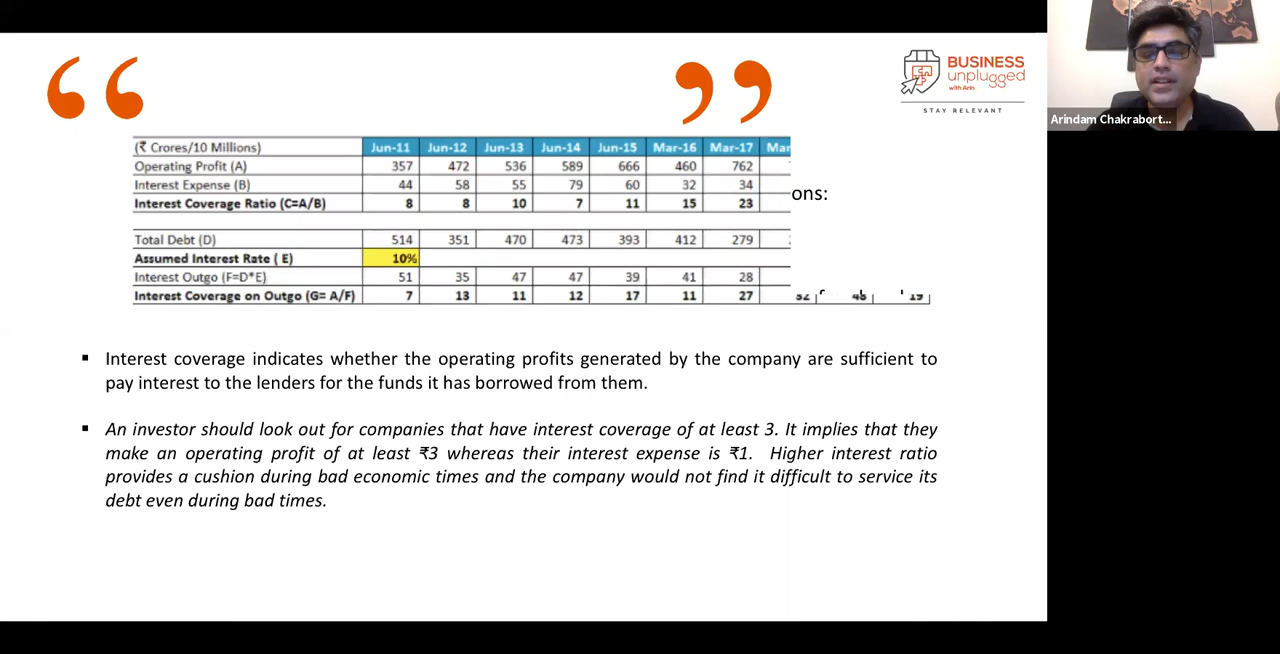 BUSINESS
unplugged
with Arin
STAY RELEVANT
Arindam Chakrabort...
(₹ Crores/10 Millions) Jun-11 Jun-12 Jun-13 Jun-14 Jun-15 Mar-16 Mar-17 Mar
Operating Profit (A) 357 472 536 589 666 460 762
Interest Expense (B) 44 58 55 79 60 32 34
ons:
Interest Coverage Ratio (C=A/B) 8 8 10 7 11 15 23
Total Debt (D) 514 351 470 473 393 412 279
Assumed Interest Rate ( E) 10%
Interest Outgo (F=D*E) 51 35 47 47 39 41 28
Interest Coverage on Outgo (G= A/F) 7 13 11 12 17 11 27
▪ Interest coverage indicates whether the operating profits generated by the company are sufficient to
pay interest to the lenders for the funds it has borrowed from them.
▪ An investor should look out for companies that have interest coverage of at least 3. It implies that they
make an operating profit of at least ₹3 whereas their interest expense is ₹1. Higher interest ratio
provides a cushion during bad economic times and the company would not find it difficult to service its
debt even during bad times.